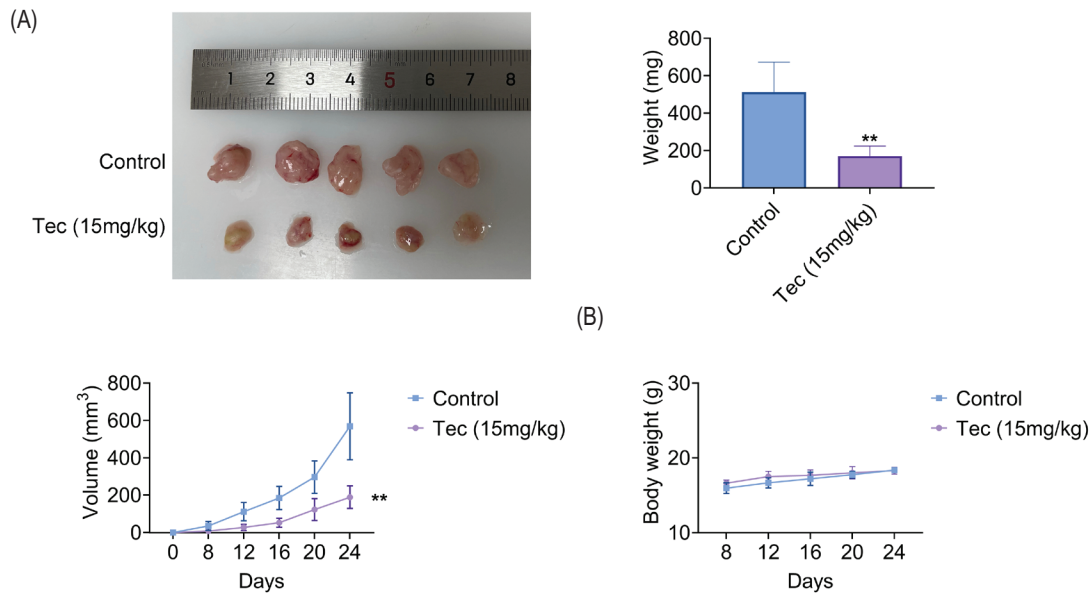 (A)
1 2 3 4 5 6 7 8
Control
Tec (15mg/kg)
Weight (mg)
800
600
400
200
0
**
Control
Tec (15mg/kg)
(B)
Volume (mm³)
800
600
400
200
0
0 8 12 16 20 24
Days
Control
Tec (15mg/kg)
**
Body weight (g)
30
20
10
8 12 16 20 24
Days
Control
Tec (15mg/kg)